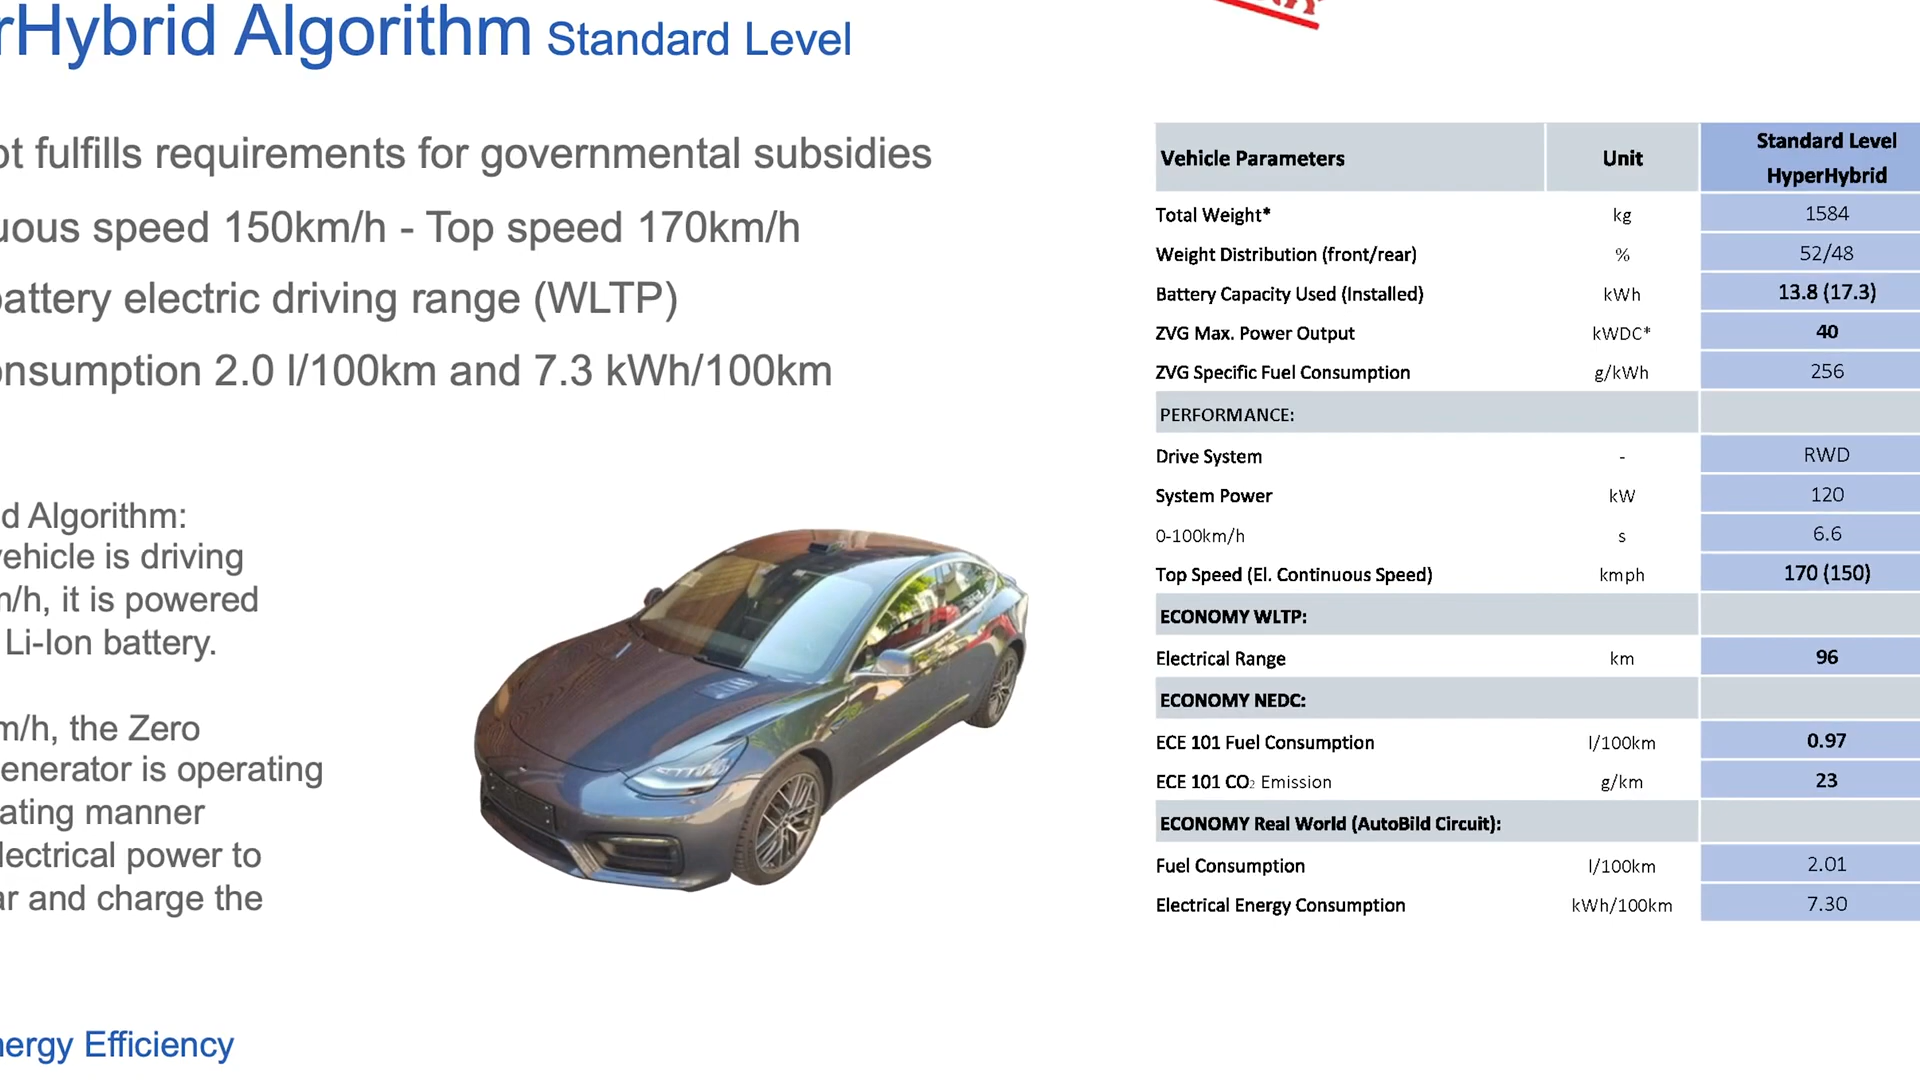 rHybrid Algorithm Standard Level
ot fulfills requirements for governmental subsidies
uous speed 150km/h - Top speed 170km/h
battery electric driving range (WLTP)
onsumption 2.0 l/100km and 7.3 kWh/100km
d Algorithm:
vehicle is driving
m/h, it is powered
Li-Ion battery.
m/h, the Zero
enerator is operating
ating manner
lectrical power to
ar and charge the
nergy Efficiency
Vehicle Parameters Unit Standard Level HyperHybrid
Total Weight* kg 1584
Weight Distribution (front/rear) % 52/48
Battery Capacity Used (Installed) kWh 13.8 (17.3)
ZVG Max. Power Output kWDC* 40
ZVG Specific Fuel Consumption g/kWh 256
PERFORMANCE:
Drive System - RWD
System Power kW 120
0-100km/h s 6.6
Top Speed (El. Continuous Speed) kmph 170 (150)
ECONOMY WLTP:
Electrical Range km 96
ECONOMY NEDC:
ECE 101 Fuel Consumption l/100km 0.97
ECE 101 CO₂ Emission g/km 23
ECONOMY Real World (AutoBild Circuit):
Fuel Consumption l/100km 2.01
Electrical Energy Consumption kWh/100km 7.30